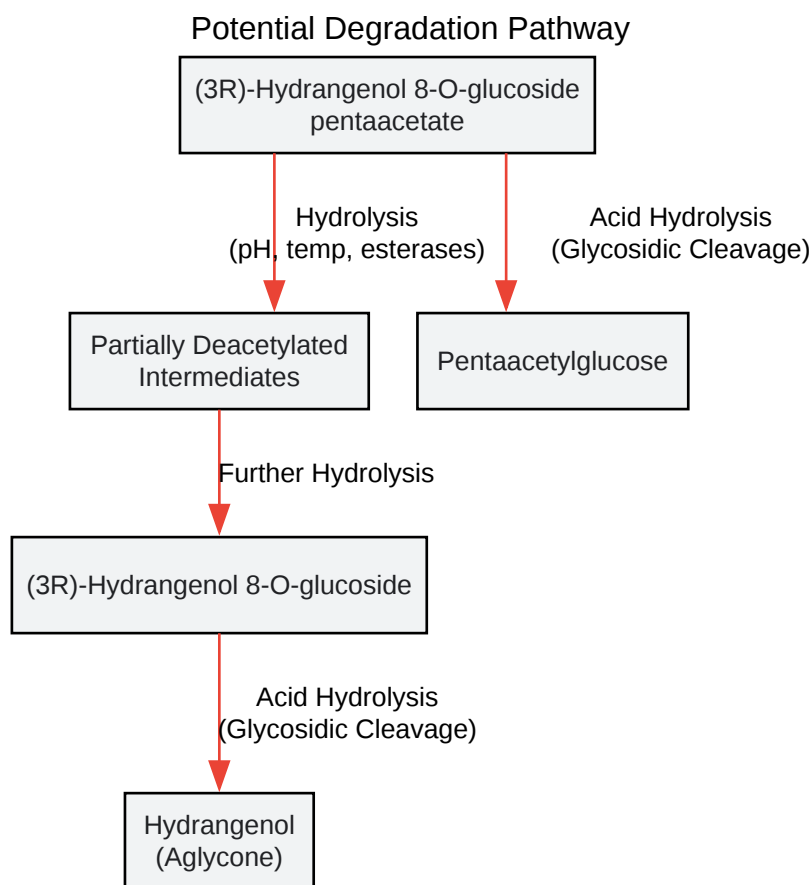 Potential Degradation Pathway
(3R)-Hydrangenol 8-O-glucoside
pentaacetate
Hydrolysis
(pH, temp, esterases)
Acid Hydrolysis
(Glycosidic Cleavage)
Partially Deacetylated
Intermediates
Pentaacetylglucose
Further Hydrolysis
(3R)-Hydrangenol 8-O-glucoside
Acid Hydrolysis
(Glycosidic Cleavage)
Hydrangenol
(Aglycone)